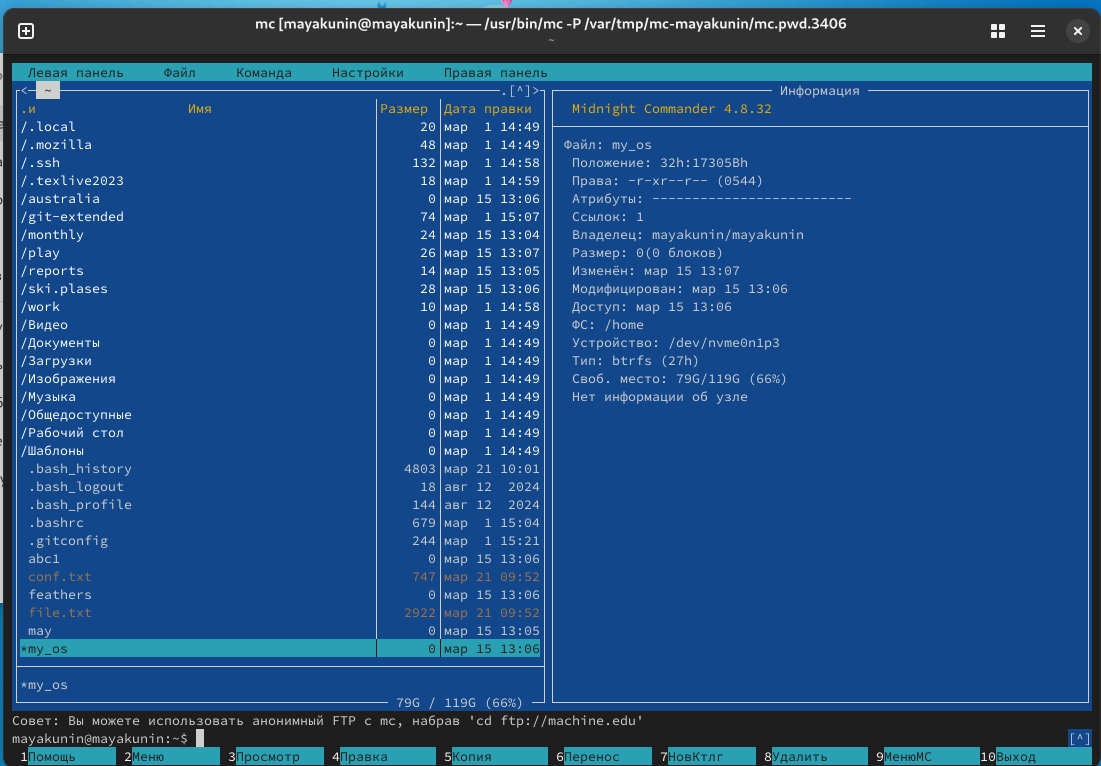 mc [mayakunin@mayakunin]:~ — /usr/bin/mc -P /var/tmp/mc-mayakunin/mc.pwd.3406
~
Левая панель Файл Команда Настройки Правая панель
<─ ~ .[^]>
.и Имя Размер Дата правки
/.local 20 мар 1 14:49
/.mozilla 48 мар 1 14:49
/.ssh 132 мар 1 14:58
/.texlive2023 18 мар 1 14:59
/australia 0 мар 15 13:06
/git-extended 74 мар 1 15:07
/monthly 24 мар 15 13:04
/play 26 мар 15 13:07
/reports 14 мар 15 13:05
/ski.plases 28 мар 15 13:06
/work 10 мар 1 14:58
/Видео 0 мар 1 14:49
/Документы 0 мар 1 14:49
/Загрузки 0 мар 1 14:49
/Изображения 0 мар 1 14:49
/Музыка 0 мар 1 14:49
/Общедоступные 0 мар 1 14:49
/Рабочий стол 0 мар 1 14:49
/Шаблоны 0 мар 1 14:49
.bash_history 4803 мар 21 10:01
.bash_logout 18 авг 12 2024
.bash_profile 144 авг 12 2024
.bashrc 679 мар 1 15:04
.gitconfig 244 мар 1 15:21
abc1 0 мар 15 13:06
conf.txt 747 мар 21 09:52
feathers 0 мар 15 13:06
file.txt 2922 мар 21 09:52
may 0 мар 15 13:05
*my_os 0 мар 15 13:06
*my_os
79G / 119G (66%)
Информация
Midnight Commander 4.8.32
Файл: my_os
Положение: 32h:17305Bh
Права: -r-xr--r-- (0544)
Атрибуты: -------------------------
Ссылок: 1
Владелец: mayakunin/mayakunin
Размер: 0(0 блоков)
Изменён: мар 15 13:07
Модифицирован: мар 15 13:06
Доступ: мар 15 13:06
ФС: /home
Устройство: /dev/nvme0n1p3
Тип: btrfs (27h)
Своб. место: 79G/119G (66%)
Нет информации об узле
Совет: Вы можете использовать анонимный FTP с mc, набрав 'cd ftp://machine.edu'
mayakunin@mayakunin:~$ [^]
1Помощь 2Меню 3Просмотр 4Правка 5Копия 6Перенос 7НовКтлг 8Удалить 9МенюМС 10Выход